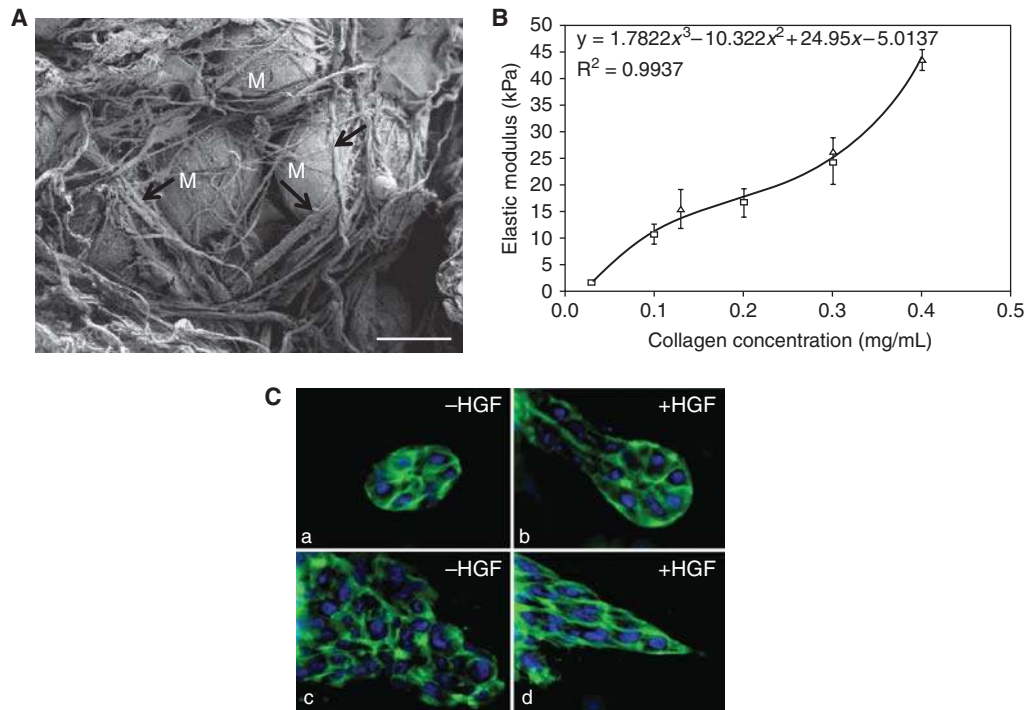 A
M
M
M
B
y = 1.7822x³–10.322x²+24.95x–5.0137
R² = 0.9937
Elastic modulus (kPa)
50
45
40
35
30
25
20
15
10
5
0
0.0 0.1 0.2 0.3 0.4 0.5
Collagen concentration (mg/mL)
C
–HGF
a
+HGF
b
–HGF
c
+HGF
d